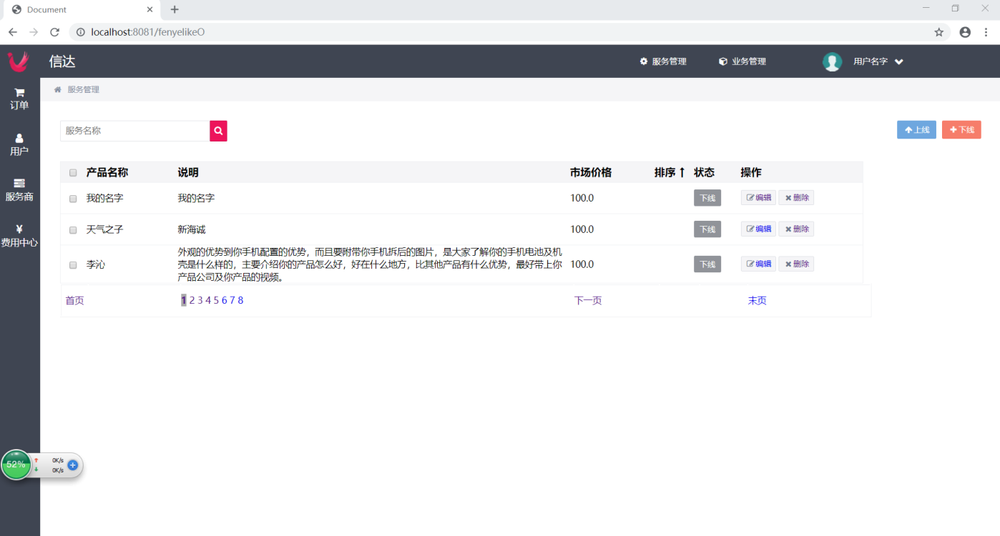 Document
localhost:8081/fenyelikeO
信达
服务管理
业务管理
用户名字
订单
用户
服务商
¥
费用中心
服务管理
服务名称
上线
下线
产品名称 说明 市场价格 排序 状态 操作
我的名字 我的名字 100.0 下线 编辑 删除
天气之子 新海诚 100.0 下线 编辑 删除
外观的优势到你手机配置的优势，而且要附带你手机拆后的图片，是大家了解你的手机电池及机
李沁 壳是什么样的，主要介绍你的产品怎么好，好在什么地方，比其他产品有什么优势，最好带上你 100.0 下线 编辑 删除
产品公司及你产品的视频。
首页 1 2 3 4 5 6 7 8 下一页 末页
52%
0K/s
0K/s